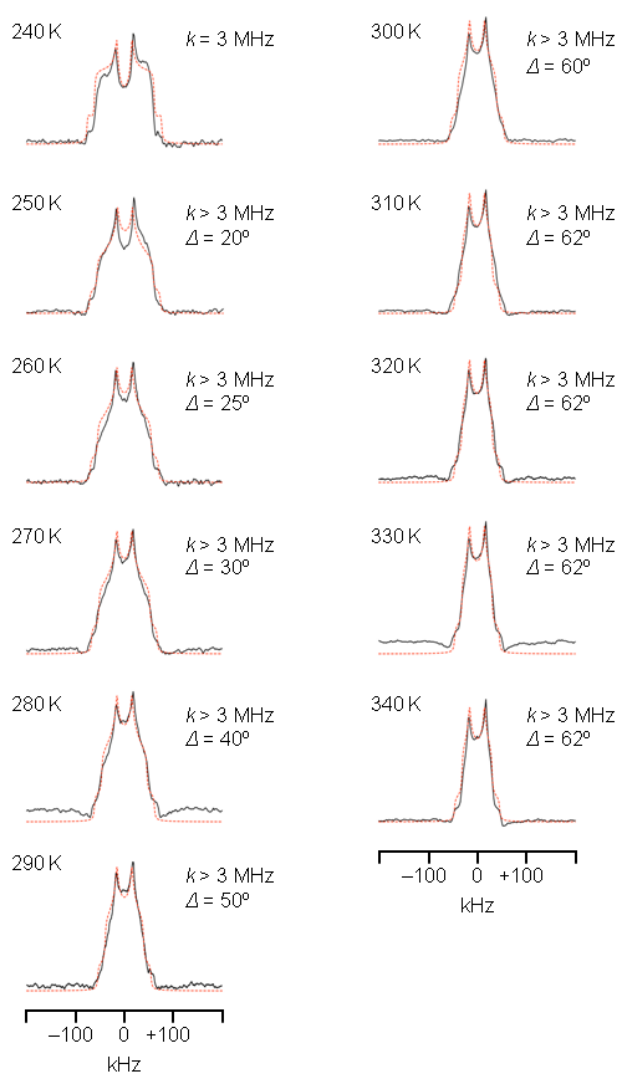 240 K
k = 3 MHz
250 K
k > 3 MHz
Δ = 20º
260 K
k > 3 MHz
Δ = 25º
270 K
k > 3 MHz
Δ = 30º
280 K
k > 3 MHz
Δ = 40º
290 K
k > 3 MHz
Δ = 50º
–100 0 +100
kHz
300 K
k > 3 MHz
Δ = 60º
310 K
k > 3 MHz
Δ = 62º
320 K
k > 3 MHz
Δ = 62º
330 K
k > 3 MHz
Δ = 62º
340 K
k > 3 MHz
Δ = 62º
–100 0 +100
kHz